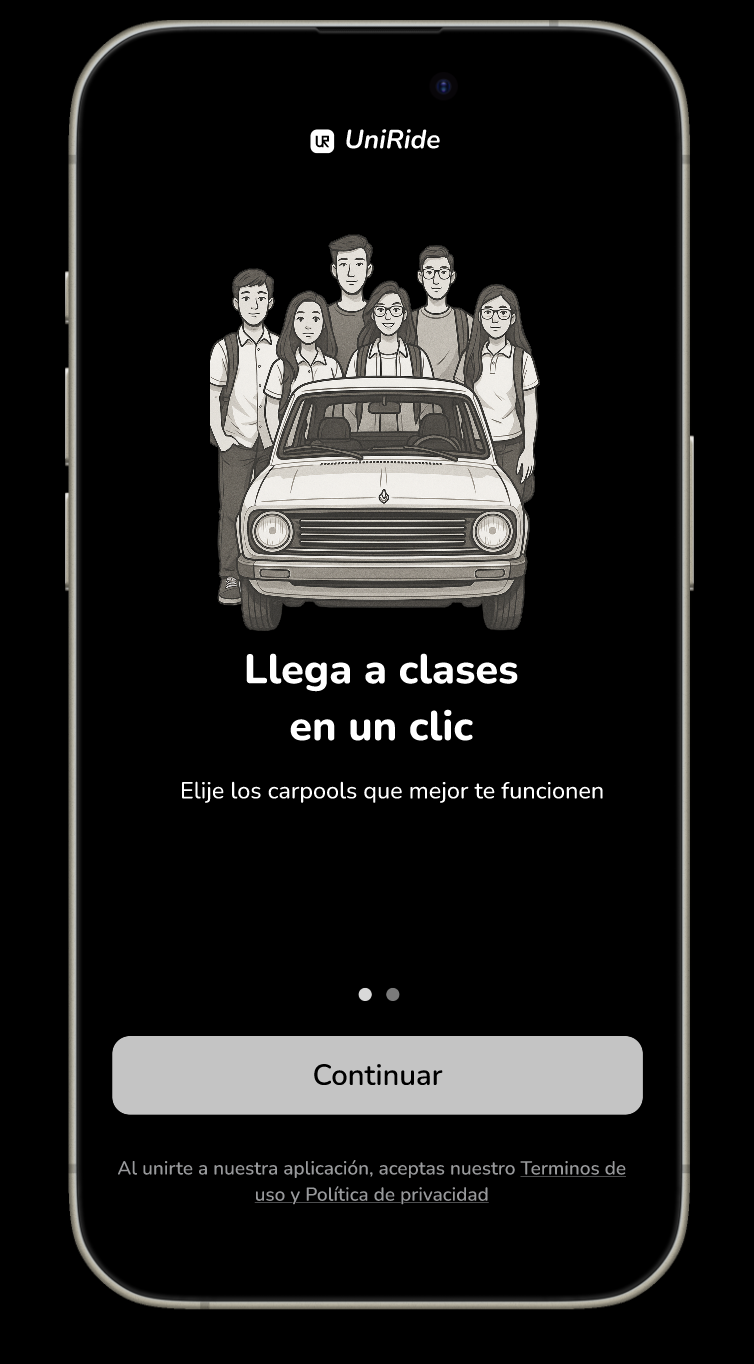 UR UniRide
Llega a clases
en un clic
Elije los carpools que mejor te funcionen
Continuar
Al unirte a nuestra aplicación, aceptas nuestro Terminos de
uso y Política de privacidad